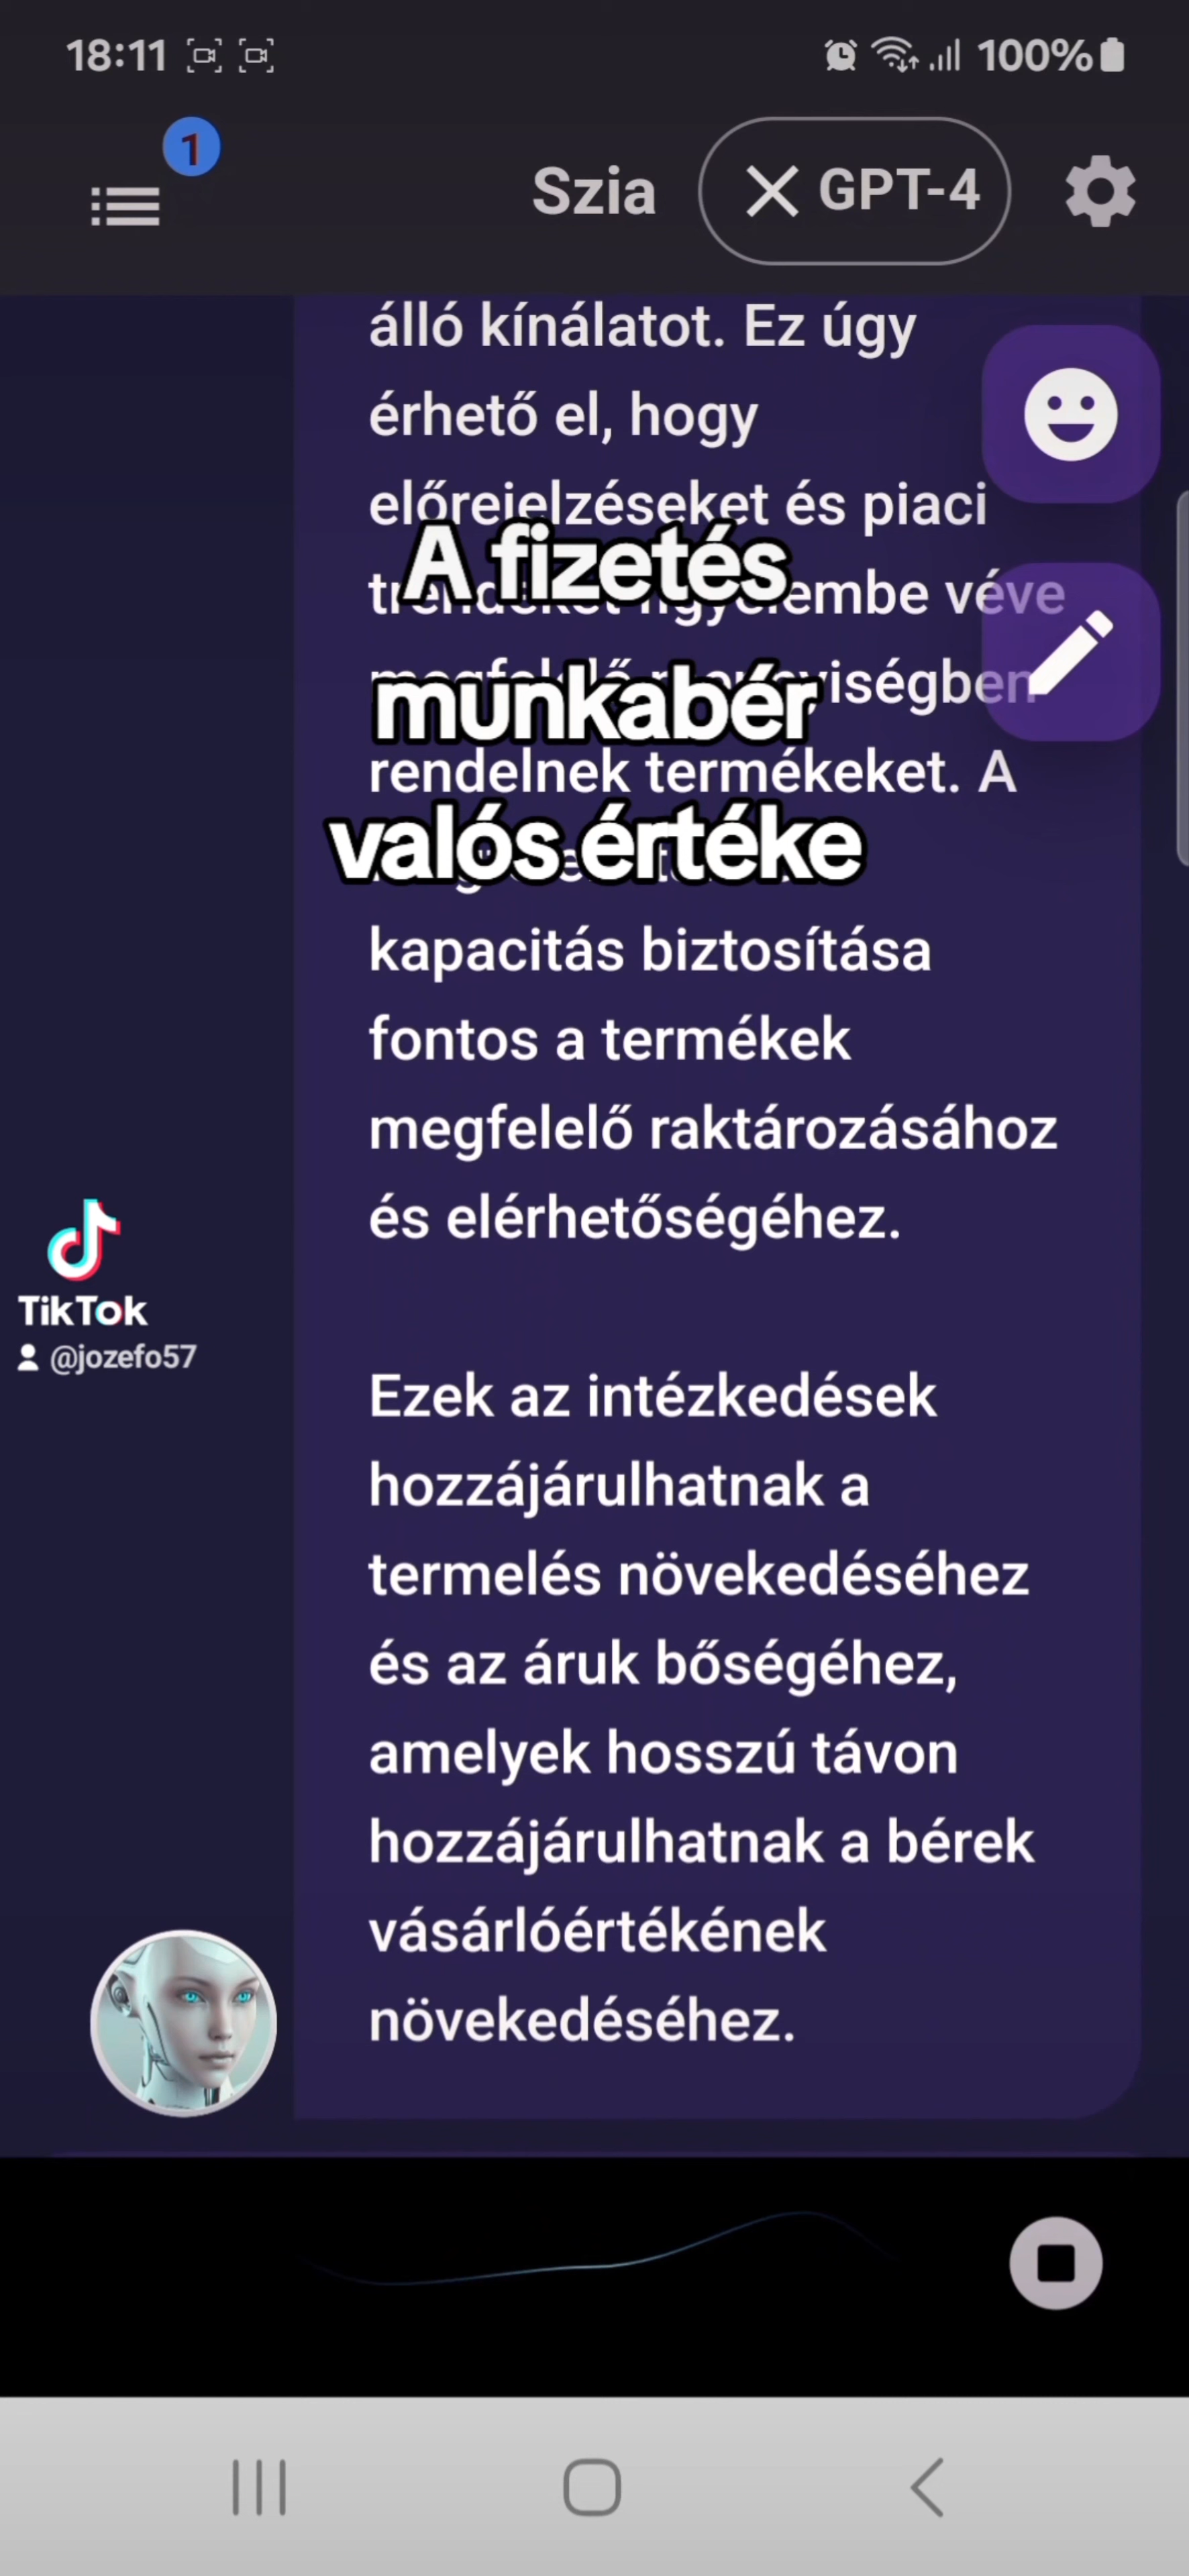 18:11
100%
1
Szia
GPT-4
álló kínálatot. Ez úgy
érhető el, hogy
előrejelzéseket és piaci
A fizetés
embe véve
munkabér
rendelnek termékeket. A
valós értéke
kapacitás biztosítása
fontos a termékek
megfelelő raktározásához
és elérhetőségéhez.
TikTok
@jozefo57
Ezek az intézkedések
hozzájárulhatnak a
termelés növekedéséhez
és az áruk bőségéhez,
amelyek hosszú távon
hozzájárulhatnak a bérek
vásárlóértékének
növekedéséhez.